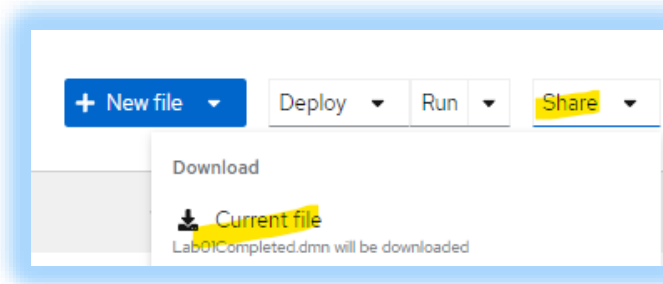 New file Deploy Run Share
Download
Current file
Lab01Completed.dmn will be downloaded